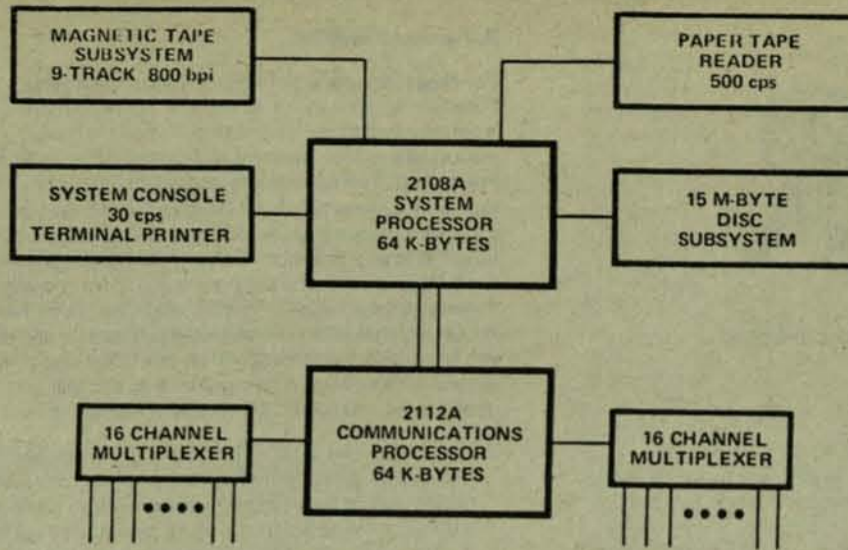 MAGNETIC TAPE
SUBSYSTEM
9-TRACK 800 bpi
PAPER TAPE
READER
500 cps
SYSTEM CONSOLE
30 cps
TERMINAL PRINTER
2108A
SYSTEM
PROCESSOR
64 K-BYTES
15 M-BYTE
DISC
SUBSYSTEM
16 CHANNEL
MULTIPLEXER
2112A
COMMUNICATIONS
PROCESSOR
64 K-BYTES
16 CHANNEL
MULTIPLEXER